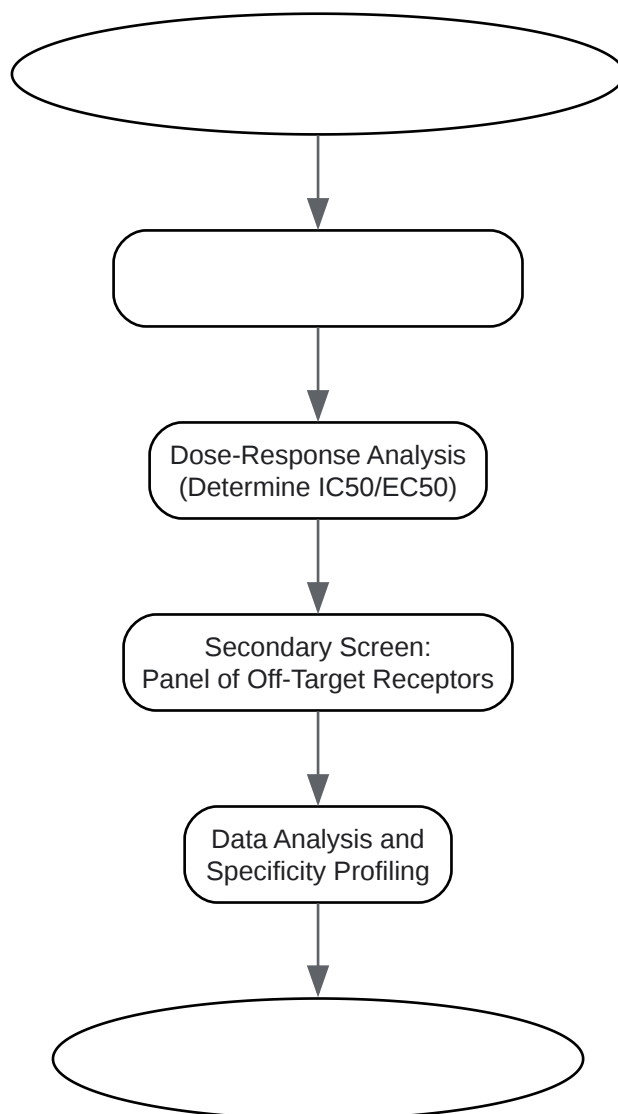 Dose-Response Analysis
(Determine IC50/EC50)
Secondary Screen:
Panel of Off-Target Receptors
Data Analysis and
Specificity Profiling